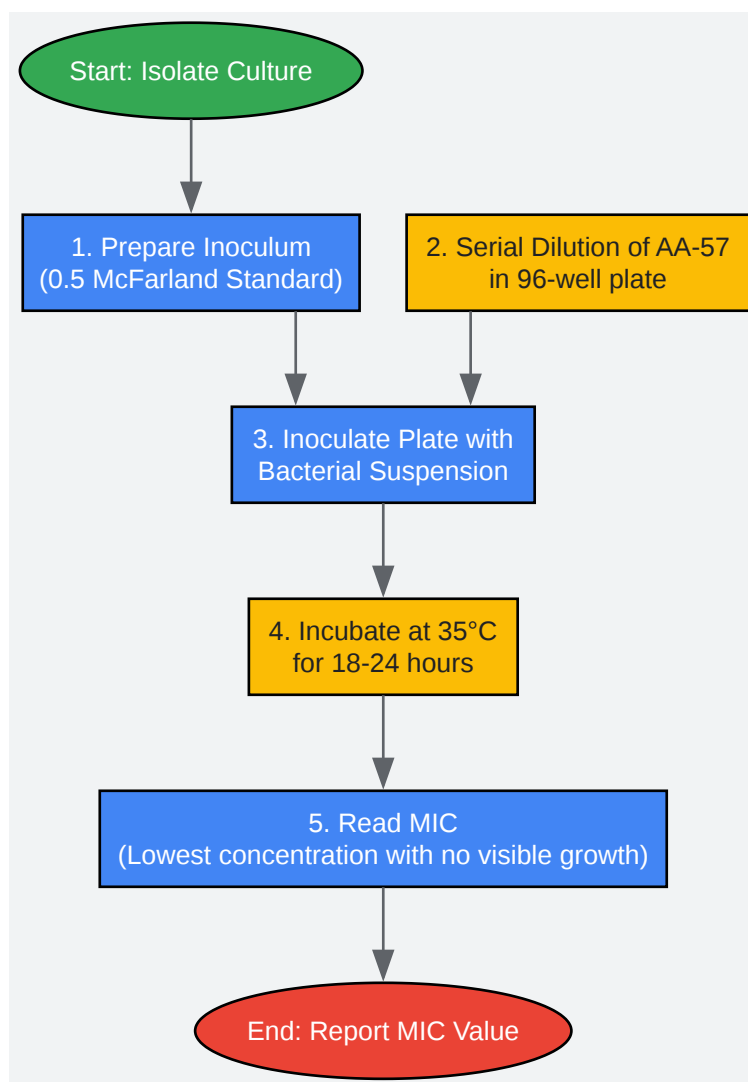 Start: Isolate Culture
1. Prepare Inoculum
(0.5 McFarland Standard)
2. Serial Dilution of AA-57
in 96-well plate
3. Inoculate Plate with
Bacterial Suspension
4. Incubate at 35°C
for 18-24 hours
5. Read MIC
(Lowest concentration with no visible growth)
End: Report MIC Value